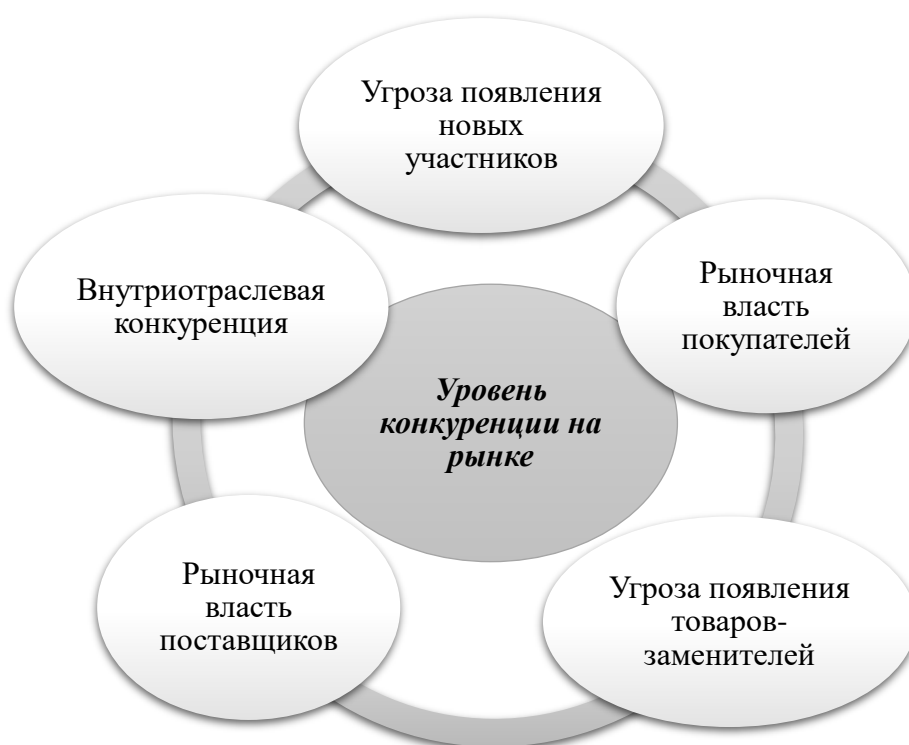 Угроза появления
новых
участников
Внутриотраслевая
конкуренция
Рыночная
власть
покупателей
Уровень
конкуренции на
рынке
Рыночная
власть
поставщиков
Угроза появления
товаров-
заменителей